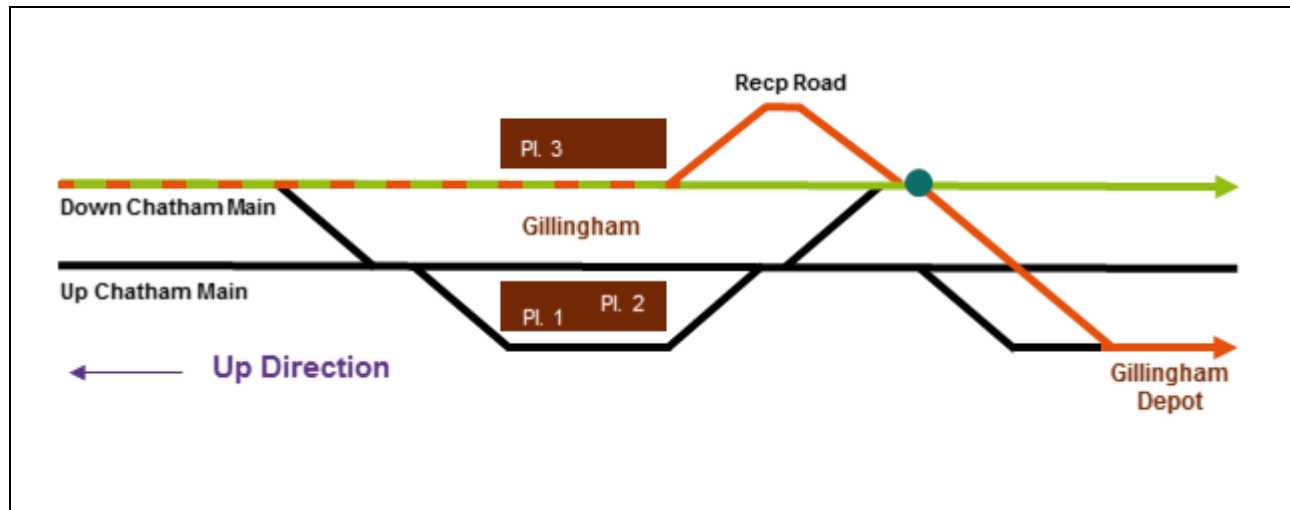 Recp Road
Pl. 3
Down Chatham Main
Gillingham
Up Chatham Main
Pl. 1
Pl. 2
Up Direction
Gillingham
Depot